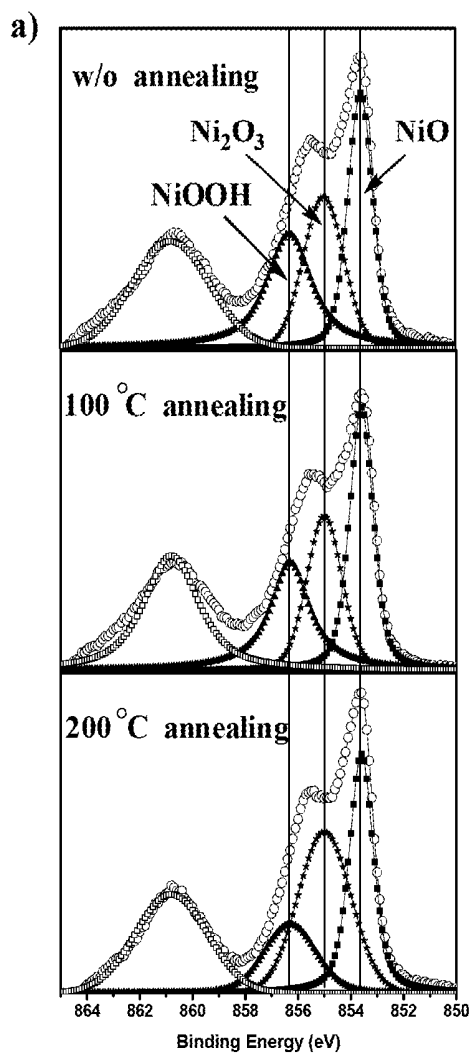 a)
w/o annealing
Ni₂O₃
NiO
NiOOH
100 °C annealing
200 °C annealing
864 862 860 858 856 854 852 850
Binding Energy (eV)